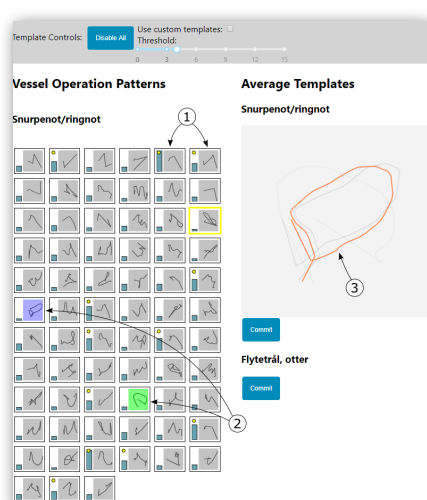 Template Controls:
Disable All
Use custom templates:
Threshold:
0 3 6 9 12 15
Vessel Operation Patterns
Average Templates
Snurpenot/ringnot
Snurpenot/ringnot
1
3
Commit
Flytetrål, otter
Commit
2